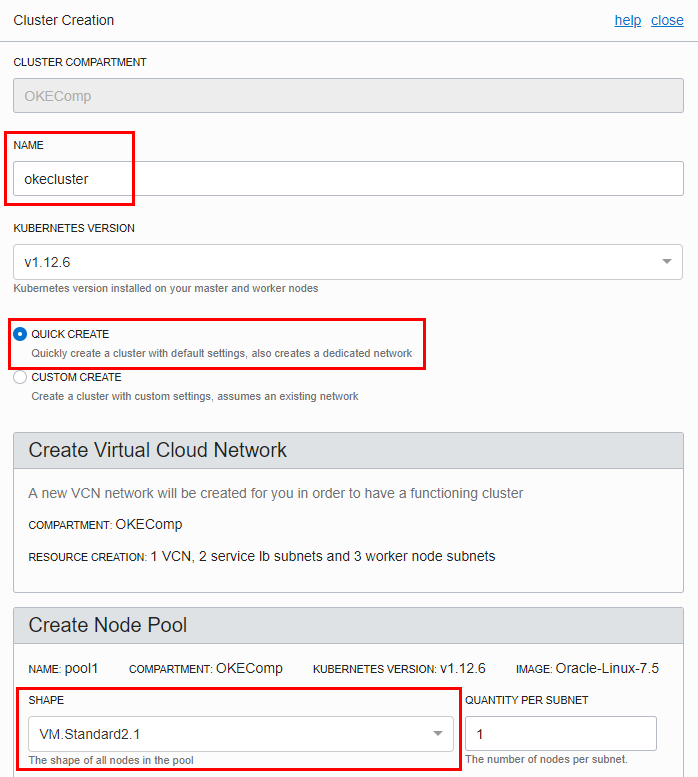 Cluster Creation help close
CLUSTER COMPARTMENT
OKEComp
NAME
okecluster
KUBERNETES VERSION
v1.12.6
Kubernetes version installed on your master and worker nodes
QUICK CREATE
Quickly create a cluster with default settings, also creates a dedicated network
CUSTOM CREATE
Create a cluster with custom settings, assumes an existing network
Create Virtual Cloud Network
A new VCN network will be created for you in order to have a functioning cluster
COMPARTMENT: OKEComp
RESOURCE CREATION: 1 VCN, 2 service lb subnets and 3 worker node subnets
Create Node Pool
NAME: pool1 COMPARTMENT: OKEComp KUBERNETES VERSION: v1.12.6 IMAGE: Oracle-Linux-7.5
SHAPE QUANTITY PER SUBNET
VM.Standard2.1 1
The shape of all nodes in the pool The number of nodes per subnet.